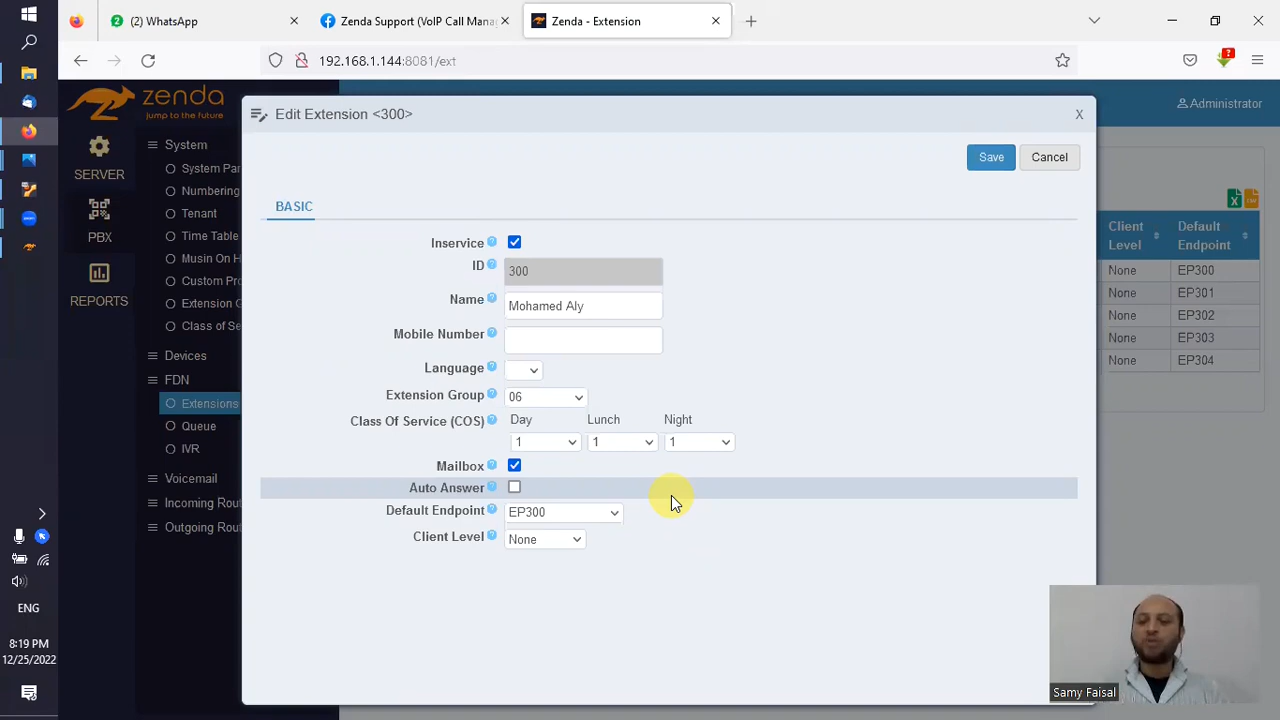 (2) WhatsApp
Zenda Support (VoIP Call Mana
Zenda - Extension
192.168.1.144:8081/ext
zenda
jump to the future
Administrator
SERVER
PBX
REPORTS
System
System Par
Numbering
Tenant
Time Table
Musin On H
Custom Pro
Extension G
Class of Se
Devices
FDN
Extensions
Queue
IVR
Voicemail
Incoming Rout
Outgoing Rout
Edit Extension <300>
X
Save
Cancel
BASIC
Inservice
ID
300
Name
Mohamed Aly
Mobile Number
Language
Extension Group
06
Class Of Service (COS)
Day
Lunch
Night
1
1
1
Mailbox
Auto Answer
Default Endpoint
EP300
Client Level
None
Client Level
Default Endpoint
None EP300
None EP301
None EP302
None EP303
None EP304
ENG
8:19 PM
12/25/2022
Samy Faisal